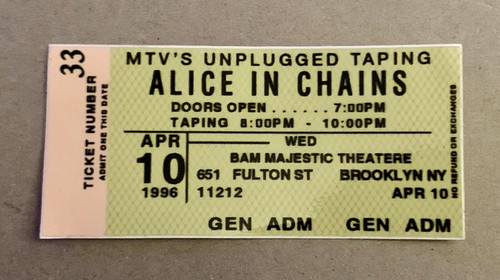 33
TICKET NUMBER
ADMIT ONE THIS DATE
MTV'S UNPLUGGED TAPING
ALICE IN CHAINS
DOORS OPEN ...... 7:00PM
TAPING 8:00PM - 10:00PM
APR
10
1996
WED
BAM MAJESTIC THEATERE
651 FULTON ST BROOKLYN NY
11212 APR 10
GEN ADM GEN ADM
NO REFUND OR EXCHANGES